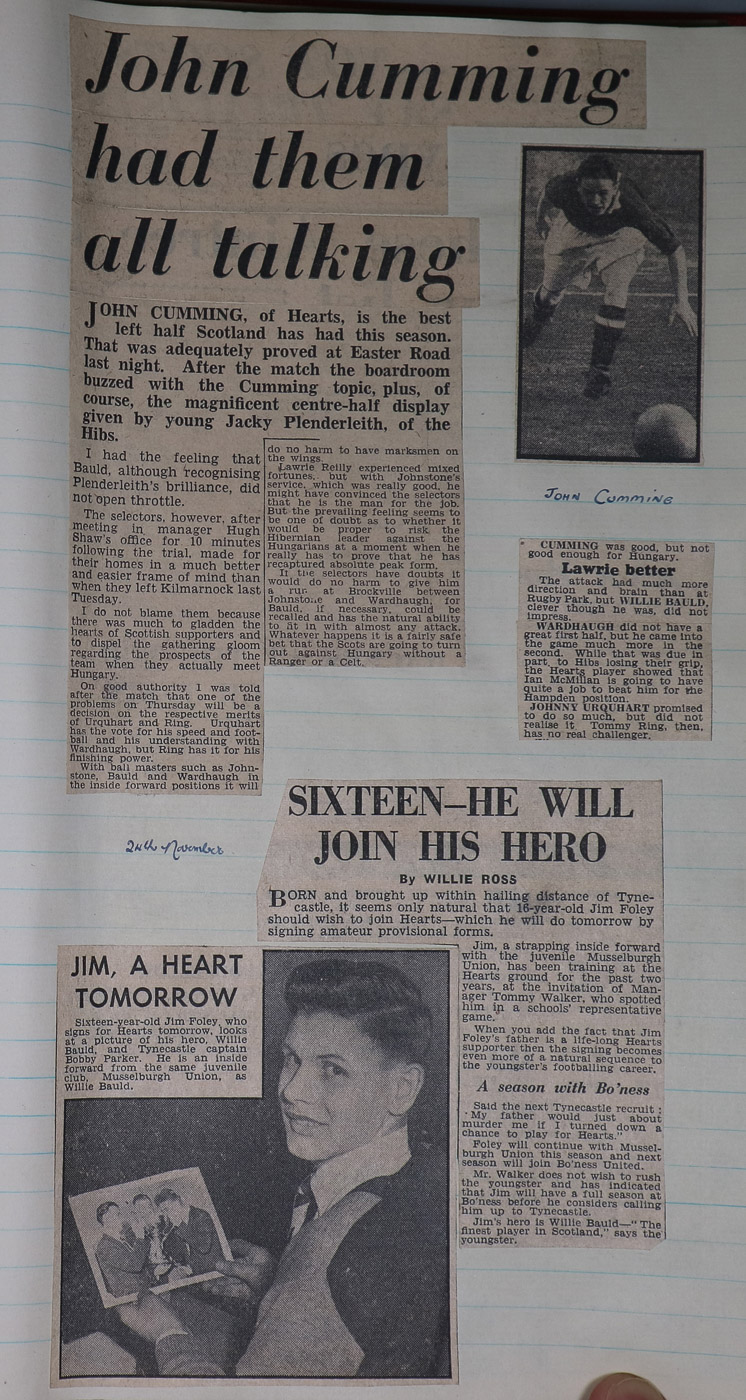 John Cumming
had them
all talking
JOHN CUMMING, of Hearts, is the best
left half Scotland has had this season.
That was adequately proved at Easter Road
last night. After the match the boardroom
buzzed with the Cumming topic, plus, of
course, the magnificent centre-half display
given by young Jacky Plenderleith, of the
Hibs.
I had the feeling that
Bauld, although recognising
Plenderleith's brilliance, did
not open throttle.
The selectors, however, after
meeting in manager Hugh
Shaw's office for 10 minutes
following the trial, made for
their homes in a much better
and easier frame of mind than
when they left Kilmarnock last
Tuesday.
I do not blame them because
there was much to gladden the
hearts of Scottish supporters and
to dispel the gathering gloom
regarding the prospects of the
team when they actually meet
Hungary.
On good authority I was told
after the match that one of the
problems on Thursday will be a
decision on the respective merits
of Urquhart and Ring. Urquhart
has the vote for his speed and foot-
ball and his understanding with
Wardhaugh, but Ring has it for his
finishing power.
With ball masters such as John-
stone, Bauld and Wardhaugh in
the inside forward positions it will
do no harm to have marksmen on
the wings.
Lawrie Reilly experienced mixed
fortunes, but with Johnstone's
service, which was really good, he
might have convinced the selectors
that he is the man for the job.
But the prevailing feeling seems to
be one of doubt as to whether it
would be proper to risk the
Hibernian leader against the
Hungarians at a moment when he
really has to prove that he has
recaptured absolute peak form.
If the selectors have doubts it
would do no harm to give him
a run at Brockville between
Johnstone and Wardhaugh, for
Bauld, if necessary, could be
recalled and has the natural ability
to fit in with almost any attack.
Whatever happens it is a fairly safe
bet that the Scots are going to turn
out against Hungary without a
Ranger or a Celt.
JOHN CUMMING
CUMMING was good, but not
good enough for Hungary.
Lawrie better
The attack had much more
direction and brain than at
Rugby Park, but WILLIE BAULD,
clever though he was, did not
impress.
WARDHAUGH did not have a
great first half, but he came into
the game much more in the
second. While that was due in
part to Hibs losing their grip,
the Hearts player showed that
Ian McMillan is going to have
quite a job to beat him for the
Hampden position.
JOHNNY URQUHART promised
to do so much, but did not
realise it. Tommy Ring, then,
has no real challenger.
24th November
SIXTEEN—HE WILL
JOIN HIS HERO
By WILLIE ROSS
BORN and brought up within hailing distance of Tyne-
castle, it seems only natural that 16-year-old Jim Foley
should wish to join Hearts—which he will do tomorrow by
signing amateur provisional forms.
Jim, a strapping inside forward
with the juvenile Musselburgh
Union, has been training at the
Hearts ground for the past two
years, at the invitation of Man-
ager Tommy Walker, who spotted
him in a schools' representative
game.
When you add the fact that Jim
Foley's father is a life-long Hearts
supporter then the signing becomes
even more of a natural sequence to
the youngster's footballing career.
A season with Bo'ness
Said the next Tynecastle recruit :
"My father would just about
murder me if I turned down a
chance to play for Hearts."
Foley will continue with Mussel-
burgh Union this season and next
season will join Bo'ness United.
Mr. Walker does not wish to rush
the youngster and has indicated
that Jim will have a full season at
Bo'ness before he considers calling
him up to Tynecastle.
Jim's hero is Willie Bauld—"The
finest player in Scotland," says the
youngster.
JIM, A HEART
TOMORROW
Sixteen-year-old Jim Foley, who
signs for Hearts tomorrow, looks
at a picture of his hero, Willie
Bauld, and Tynecastle captain
Bobby Parker. He is an inside
forward from the same juvenile
club, Musselburgh Union, as
Willie Bauld.